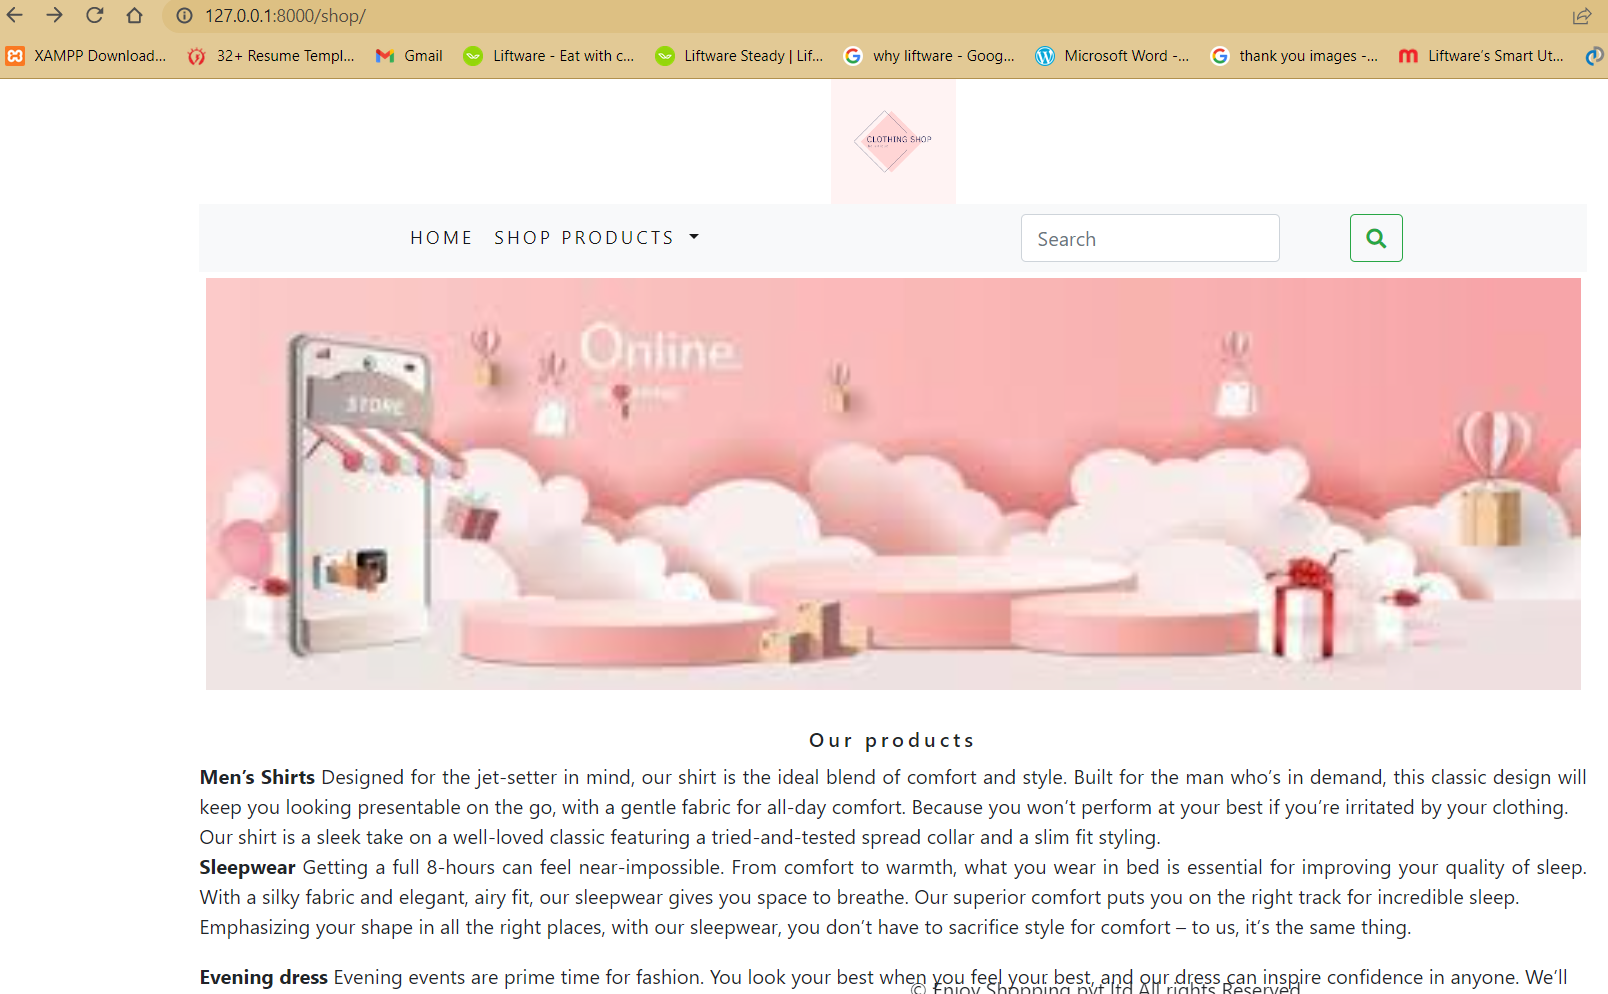 127.0.0.1:8000/shop/
XAMPP Download... 32+ Resume Templ... Gmail Liftware - Eat with c... Liftware Steady | Lif... why liftware - Goog... Microsoft Word -... thank you images -... Liftware's Smart Ut...
CLOTHING SHOP
HOME SHOP PRODUCTS Search
Online
STORE
Our products
Men’s Shirts Designed for the jet-setter in mind, our shirt is the ideal blend of comfort and style. Built for the man who’s in demand, this classic design will
keep you looking presentable on the go, with a gentle fabric for all-day comfort. Because you won’t perform at your best if you’re irritated by your clothing.
Our shirt is a sleek take on a well-loved classic featuring a tried-and-tested spread collar and a slim fit styling.
Sleepwear Getting a full 8-hours can feel near-impossible. From comfort to warmth, what you wear in bed is essential for improving your quality of sleep.
With a silky fabric and elegant, airy fit, our sleepwear gives you space to breathe. Our superior comfort puts you on the right track for incredible sleep.
Emphasizing your shape in all the right places, with our sleepwear, you don’t have to sacrifice style for comfort – to us, it’s the same thing.
Evening dress Evening events are prime time for fashion. You look your best when you feel your best, and our dress can inspire confidence in anyone. We’ll
© Enjoy Shopping pvt ltd All rights Reserved